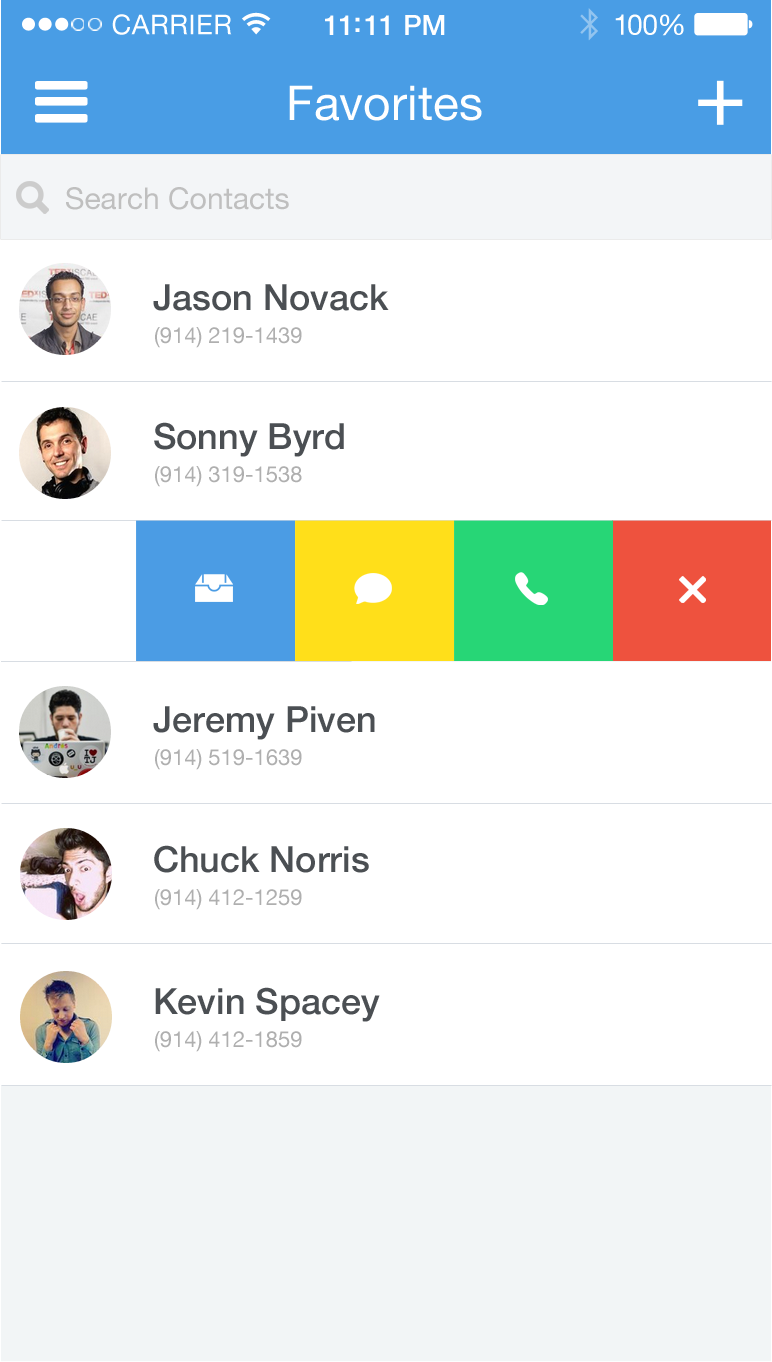 CARRIER 11:11 PM 100%
Favorites
Search Contacts
Jason Novack
(914) 219-1439
Sonny Byrd
(914) 319-1538
Jeremy Piven
(914) 519-1639
Chuck Norris
(914) 412-1259
Kevin Spacey
(914) 412-1859